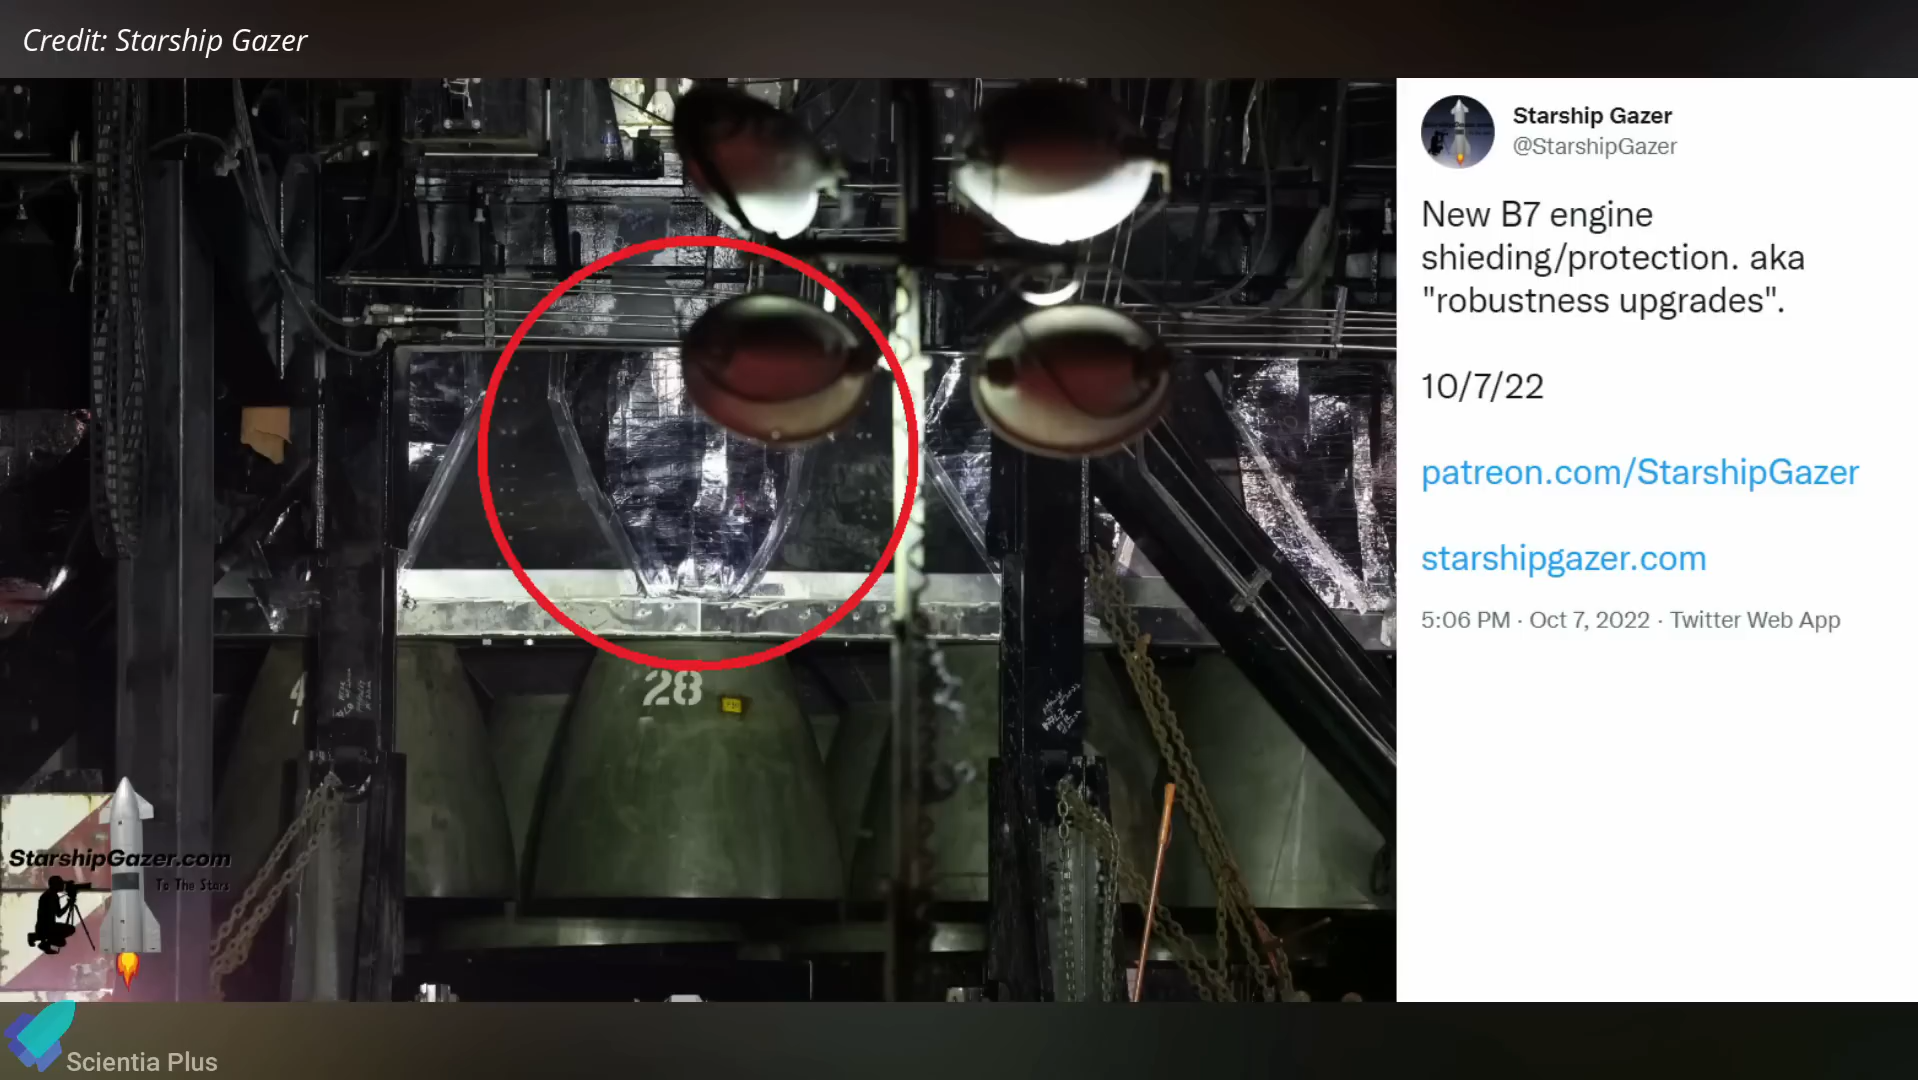 Credit: Starship Gazer
Starship Gazer
@StarshipGazer
New B7 engine
shieding/protection. aka
"robustness upgrades".
10/7/22
patreon.com/StarshipGazer
starshipgazer.com
5:06 PM · Oct 7, 2022 · Twitter Web App
28
4
StarshipGazer.com
To The Stars
Scientia Plus